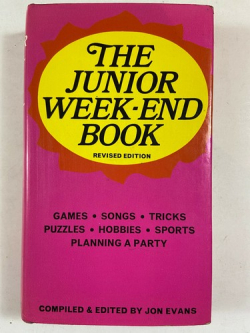 THE
JUNIOR
WEEK-END
BOOK
REVISED EDITION
GAMES • SONGS • TRICKS
PUZZLES • HOBBIES • SPORTS
PLANNING A PARTY
COMPILED & EDITED BY JON EVANS